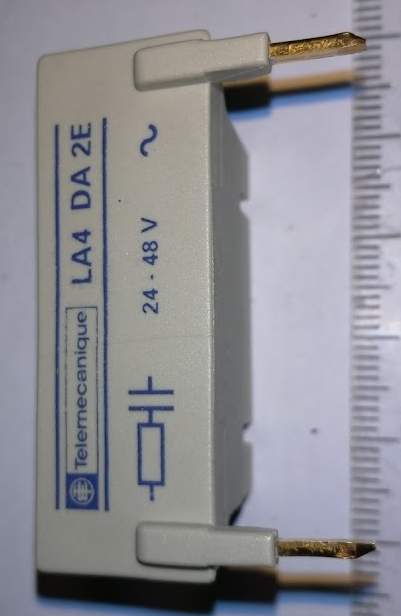 Telemecanique LA4 DA 2E
24 - 48 V ~